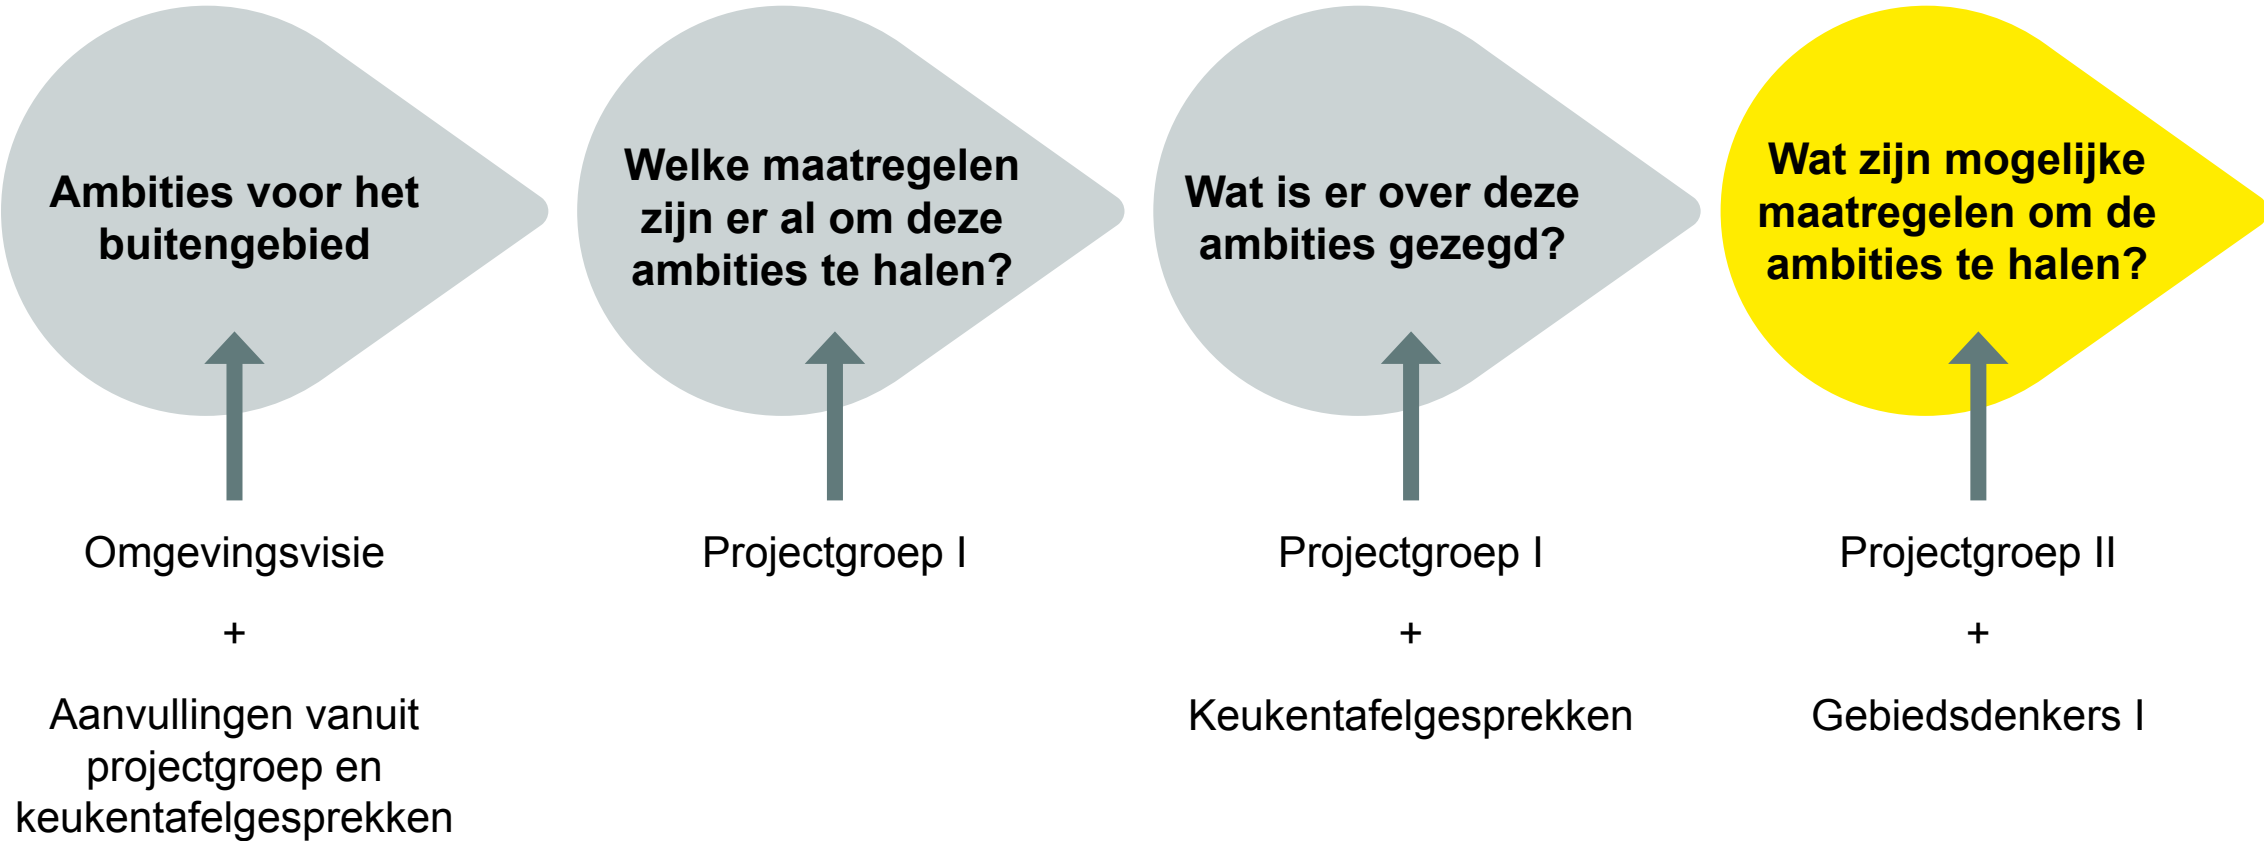 Ambities voor het
buitengebied
Welke maatregelen
zijn er al om deze
ambities te halen?
Wat is er over deze
ambities gezegd?
Wat zijn mogelijke
maatregelen om de
ambities te halen?
Omgevingsvisie
+
Aanvullingen vanuit
projectgroep en
keukentafelgesprekken
Projectgroep I
Projectgroep I
+
Keukentafelgesprekken
Projectgroep II
+
Gebiedsdenkers I